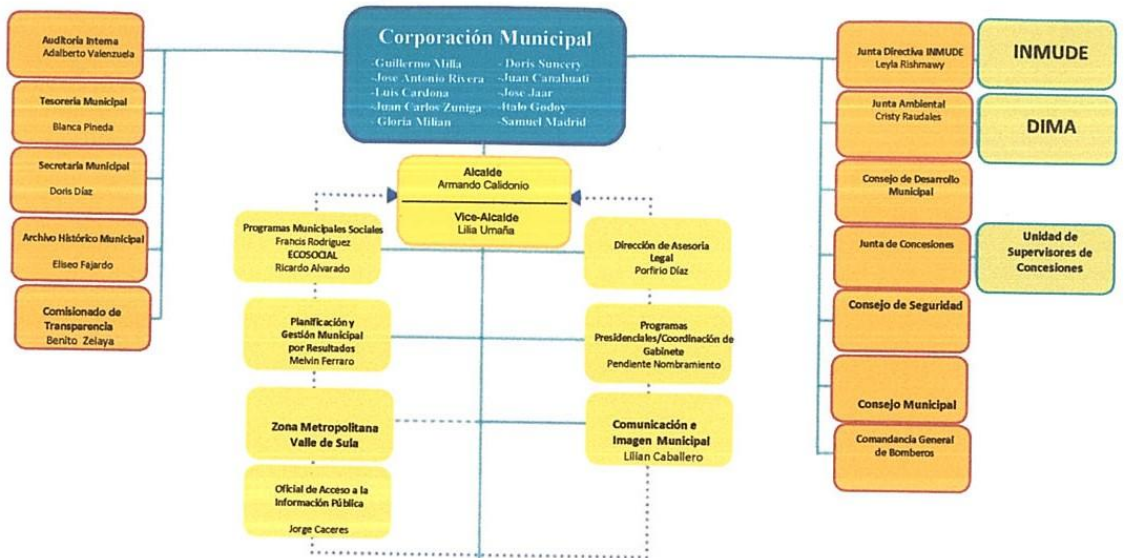 Corporación Municipal
-Guillermo Milla
-Jose Antonio Rivera
-Luis Cardona
-Juan Carlos Zuniga
-Gloria Milian
-Doris Suncery
-Juan Canahuati
-Jose Jaar
-Italo Godoy
-Samuel Madrid
Auditoria Interna
Adalberto Valenzuela
Tesoreria Municipal
Blanca Pineda
Secretaria Municipal
Doris Díaz
Archivo Histórico Municipal
Eliseo Fajardo
Comisionado de
Transparencia
Benito Zelaya
Alcalde
Armando Calidonio
Vice-Alcalde
Lilia Umaña
Programas Municipales Sociales
Francis Rodriguez
ECOSOCIAL
Ricardo Alvarado
Planificación y
Gestión Municipal
por Resultados
Melvin Ferraro
Zona Metropolitana
Valle de Sula
Oficial de Acceso a la
Información Pública
Jorge Caceres
Dirección de Asesoria
Legal
Porfirio Díaz
Programas
Presidenciales/Coordinación de
Gabinete
Pendiente Nombramiento
Comunicación e
Imagen Municipal
Lilian Caballero
Junta Directiva INMUDE
Leyla Rishmawy
INMUDE
Junta Ambiental
Cristy Raudales
DIMA
Consejo de Desarrollo
Municipal
Junta de Concesiones
Unidad de
Supervisores de
Concesiones
Consejo de Seguridad
Consejo Municipal
Comandancia General
de Bomberos